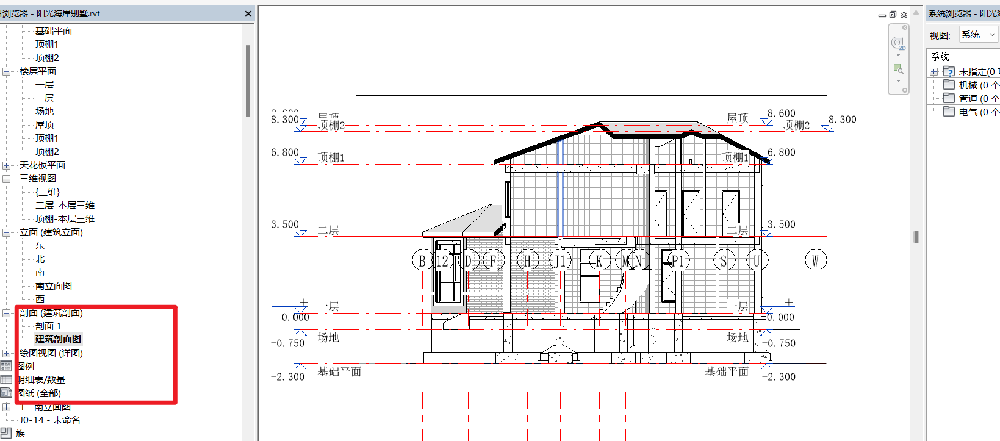 目浏览器 - 阳光海岸别墅.rvt
基础平面
顶棚1
顶棚2
楼层平面
一层
二层
场地
屋顶
顶棚1
顶棚2
天花板平面
三维视图
{三维}
二层-本层三维
顶棚-本层三维
立面 (建筑立面)
东
北
南
南立面图
西
剖面 (建筑剖面)
剖面 1
建筑剖面图
绘图视图 (详图)
图例
明细表/数量
图纸 (全部)
1 - 南立面图
J0-14 - 未命名
族
2D
8.600 屋顶 屋顶 8.600
8.300 顶棚2 顶棚2 8.300
6.800 顶棚1 顶棚1 6.800
3.500 二层 二层 3.500
B 12 D F H J1 K M N P1 S U W
一层 一层
0.000 0.000
场地 场地
-0.750 -0.750
基础平面 基础平面
-2.300 -2.300
系统浏览器 - 阳光海
视图: 系统
系统
未指定(0 项
机械 (0 个
管道 (0 个
电气 (0 个